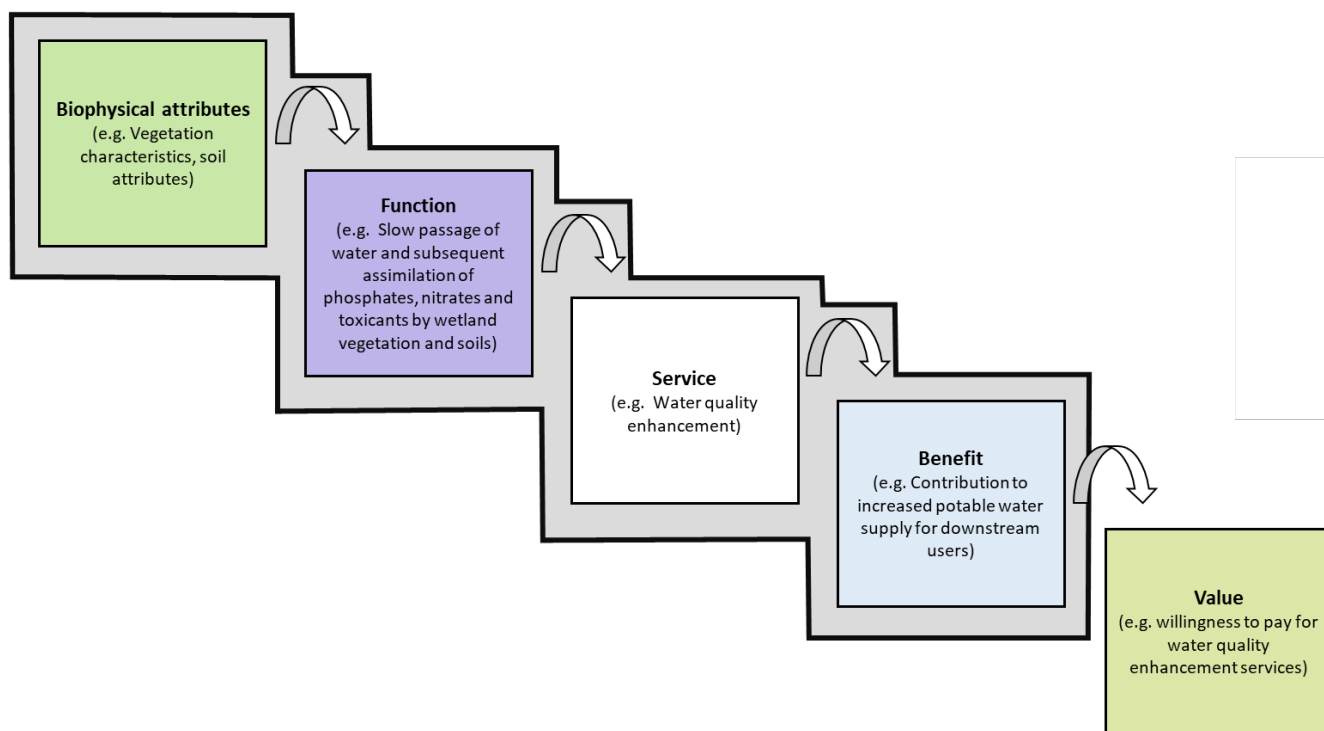 Biophysical attributes
(e.g. Vegetation
characteristics, soil
attributes)
Function
(e.g. Slow passage of
water and subsequent
assimilation of
phosphates, nitrates and
toxicants by wetland
vegetation and soils)
Service
(e.g. Water quality
enhancement)
Benefit
(e.g. Contribution to
increased potable water
supply for downstream
users)
Value
(e.g. willingness to pay for
water quality
enhancement services)